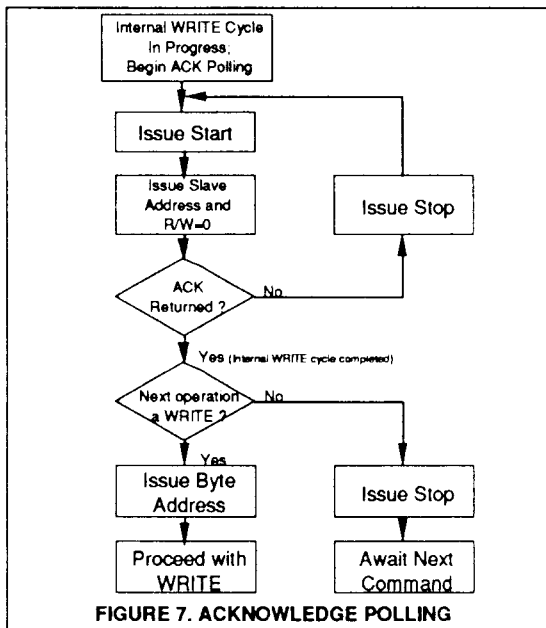 Internal WRITE Cycle
In Progress;
Begin ACK Polling
Issue Start
Issue Slave
Address and
R/W=0
Issue Stop
ACK
Returned ?
No
Yes (Internal WRITE cycle completed)
Next operation
a WRITE ?
No
Yes
Issue Byte
Address
Issue Stop
Proceed with
WRITE
Await Next
Command
FIGURE 7. ACKNOWLEDGE POLLING